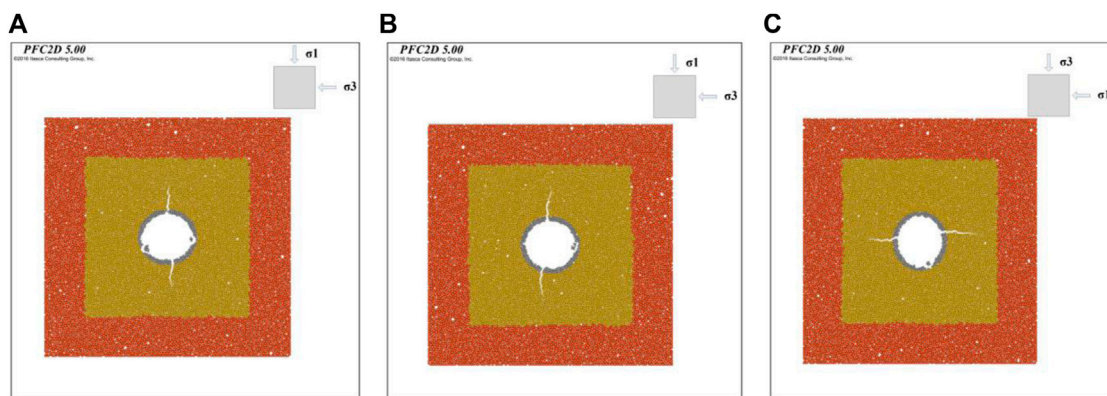 A
PFC2D 5.00
©2016 Itasca Consulting Group, Inc.
σ1
σ3
B
PFC2D 5.00
©2016 Itasca Consulting Group, Inc.
σ1
σ3
C
PFC2D 5.00
©2016 Itasca Consulting Group, Inc.
σ3
σ1